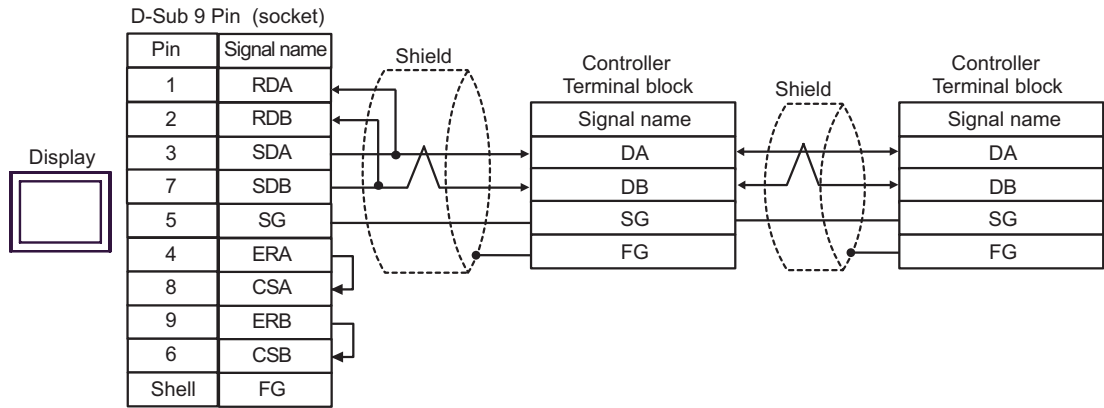 D-Sub 9 Pin (socket)
Pin Signal name
1 RDA
2 RDB
3 SDA
7 SDB
5 SG
4 ERA
8 CSA
9 ERB
6 CSB
Shell FG
Display
Shield
Controller
Terminal block
Signal name
DA
DB
SG
FG
Shield
Controller
Terminal block
Signal name
DA
DB
SG
FG